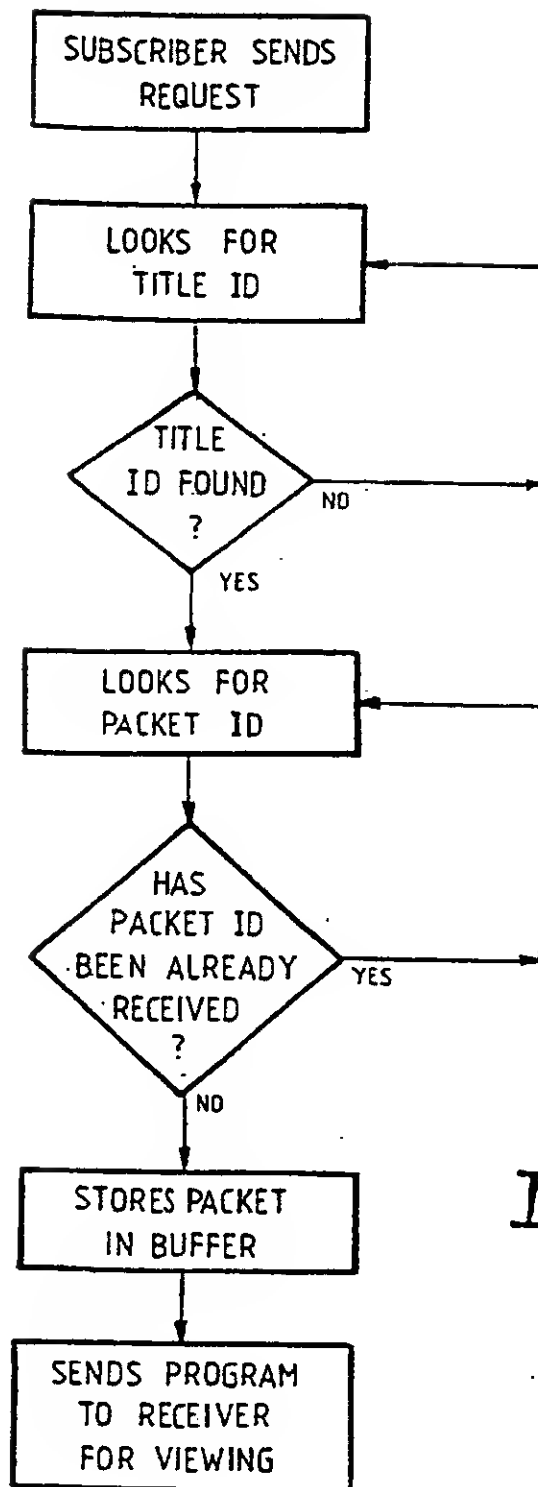 SUBSCRIBER SENDS
REQUEST
LOOKS FOR
TITLE ID
TITLE
ID FOUND
?
NO
YES
LOOKS FOR
PACKET ID
HAS
PACKET ID
BEEN ALREADY
RECEIVED
?
YES
NO
STORES PACKET
IN BUFFER
SENDS PROGRAM
TO RECEIVER
FOR VIEWING